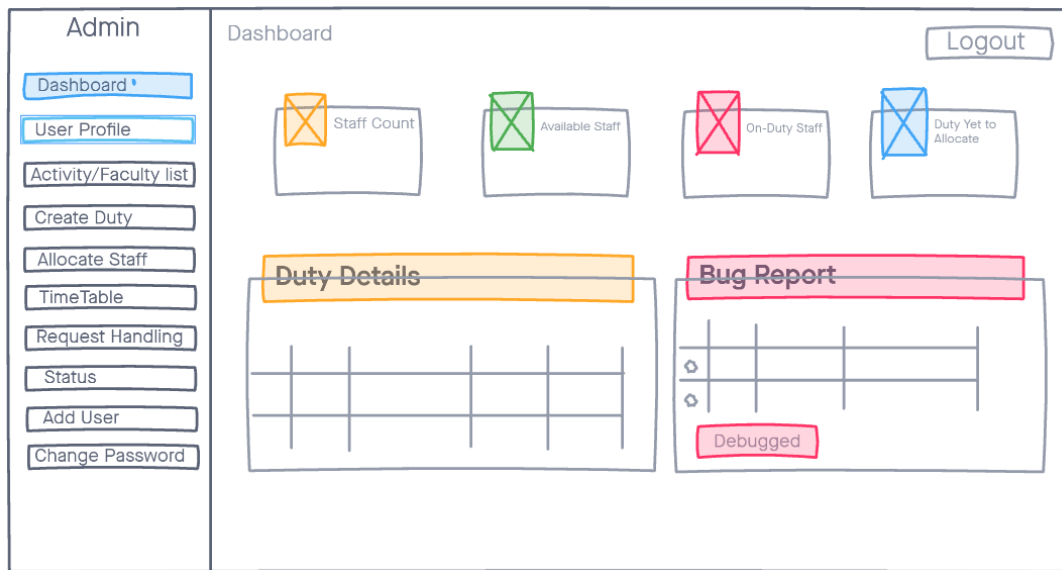 Admin
Dashboard
User Profile
Activity/Faculty list
Create Duty
Allocate Staff
TimeTable
Request Handling
Status
Add User
Change Password
Dashboard
Logout
Staff Count
Available Staff
On-Duty Staff
Duty Yet to
Allocate
Duty Details
Bug Report
Debugged